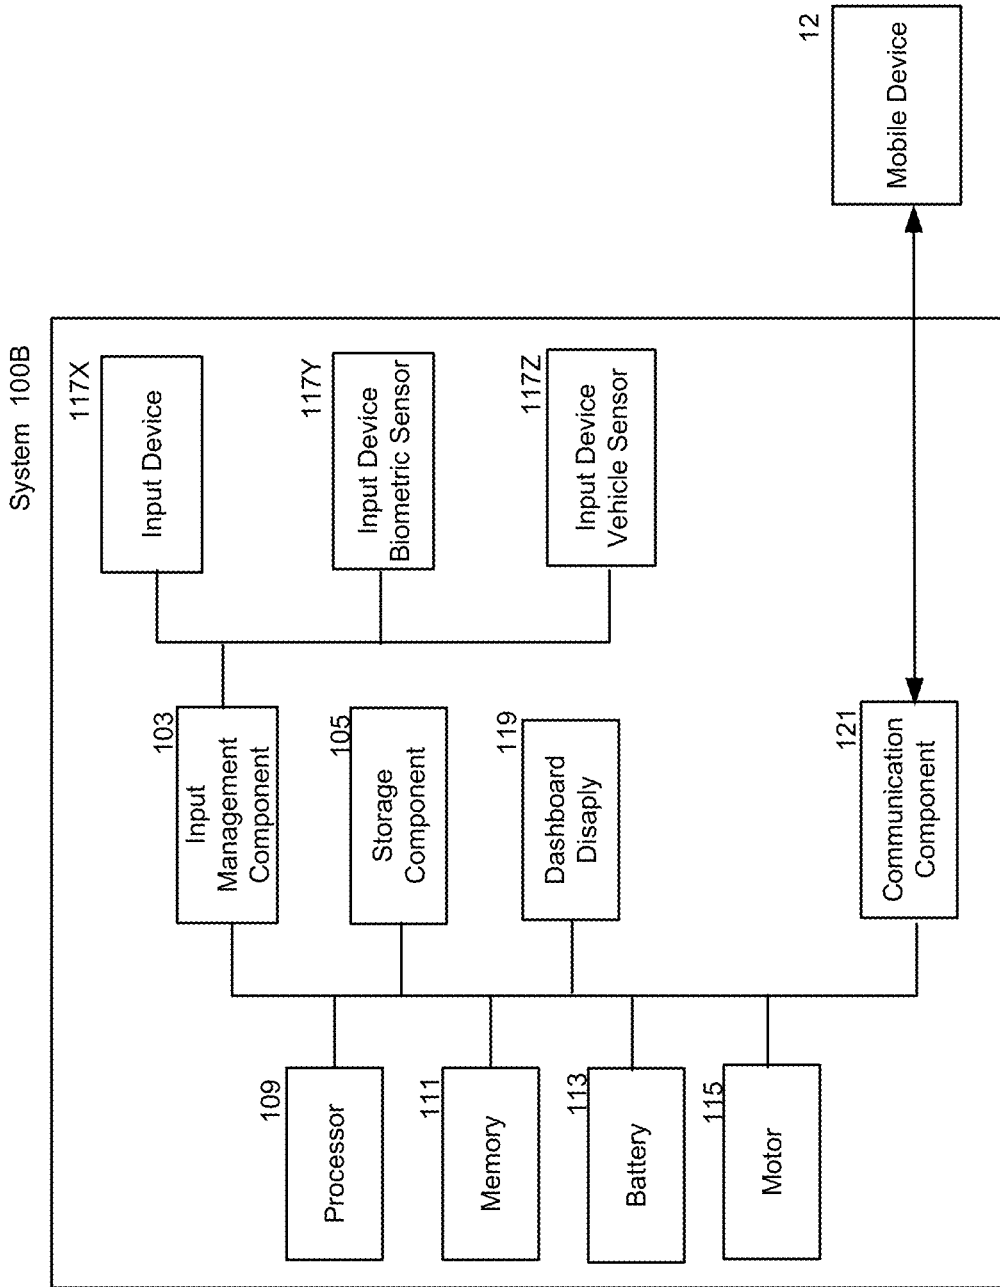 System 100B
109
Processor
111
Memory
113
Battery
115
Motor
103
Input
Management
Component
105
Storage
Component
119
Dashboard
Disaply
121
Communication
Component
117X
Input Device
117Y
Input Device
Biometric Sensor
117Z
Input Device
Vehicle Sensor
12
Mobile Device